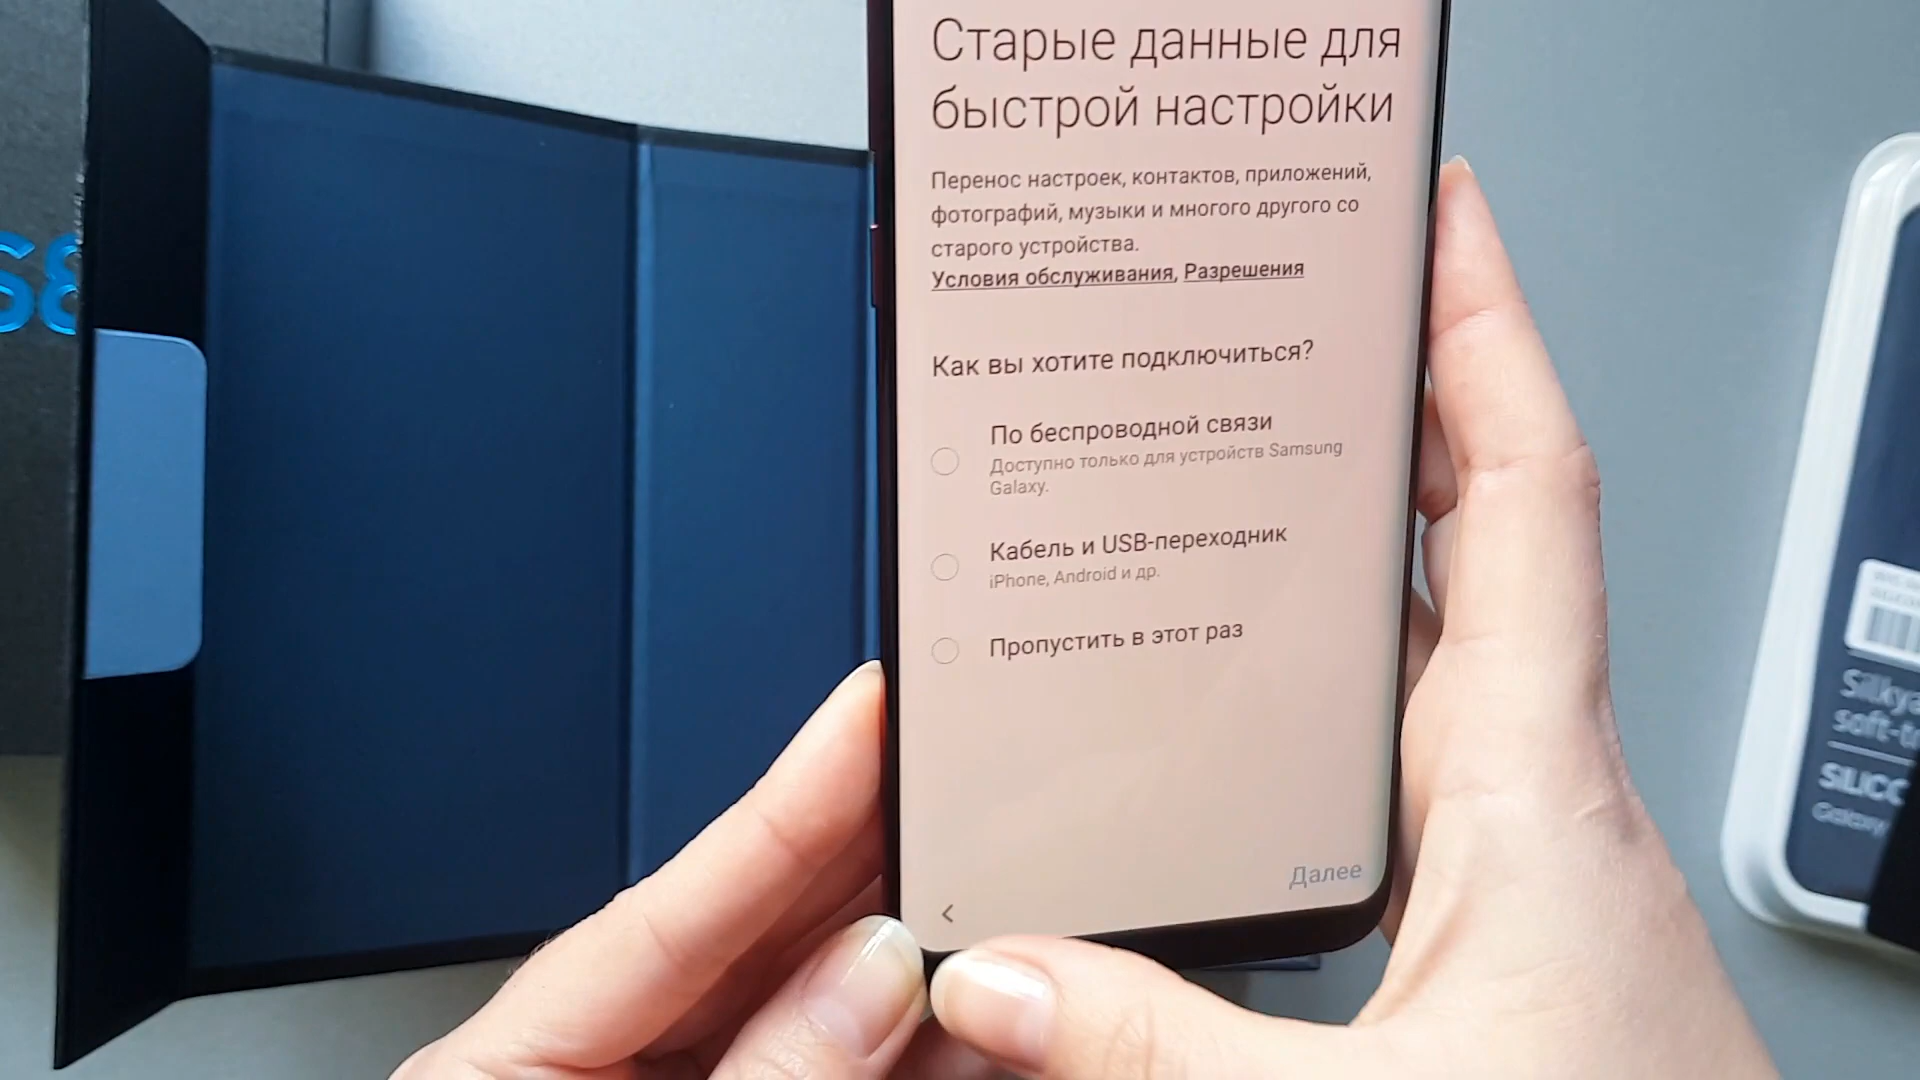 S8
Старые данные для
быстрой настройки
Перенос настроек, контактов, приложений,
фотографий, музыки и многого другого со
старого устройства.
Условия обслуживания, Разрешения
Как вы хотите подключиться?
По беспроводной связи
Доступно только для устройств Samsung
Galaxy.
Кабель и USB-переходник
iPhone, Android и др.
Пропустить в этот раз
Далее
Galaxy